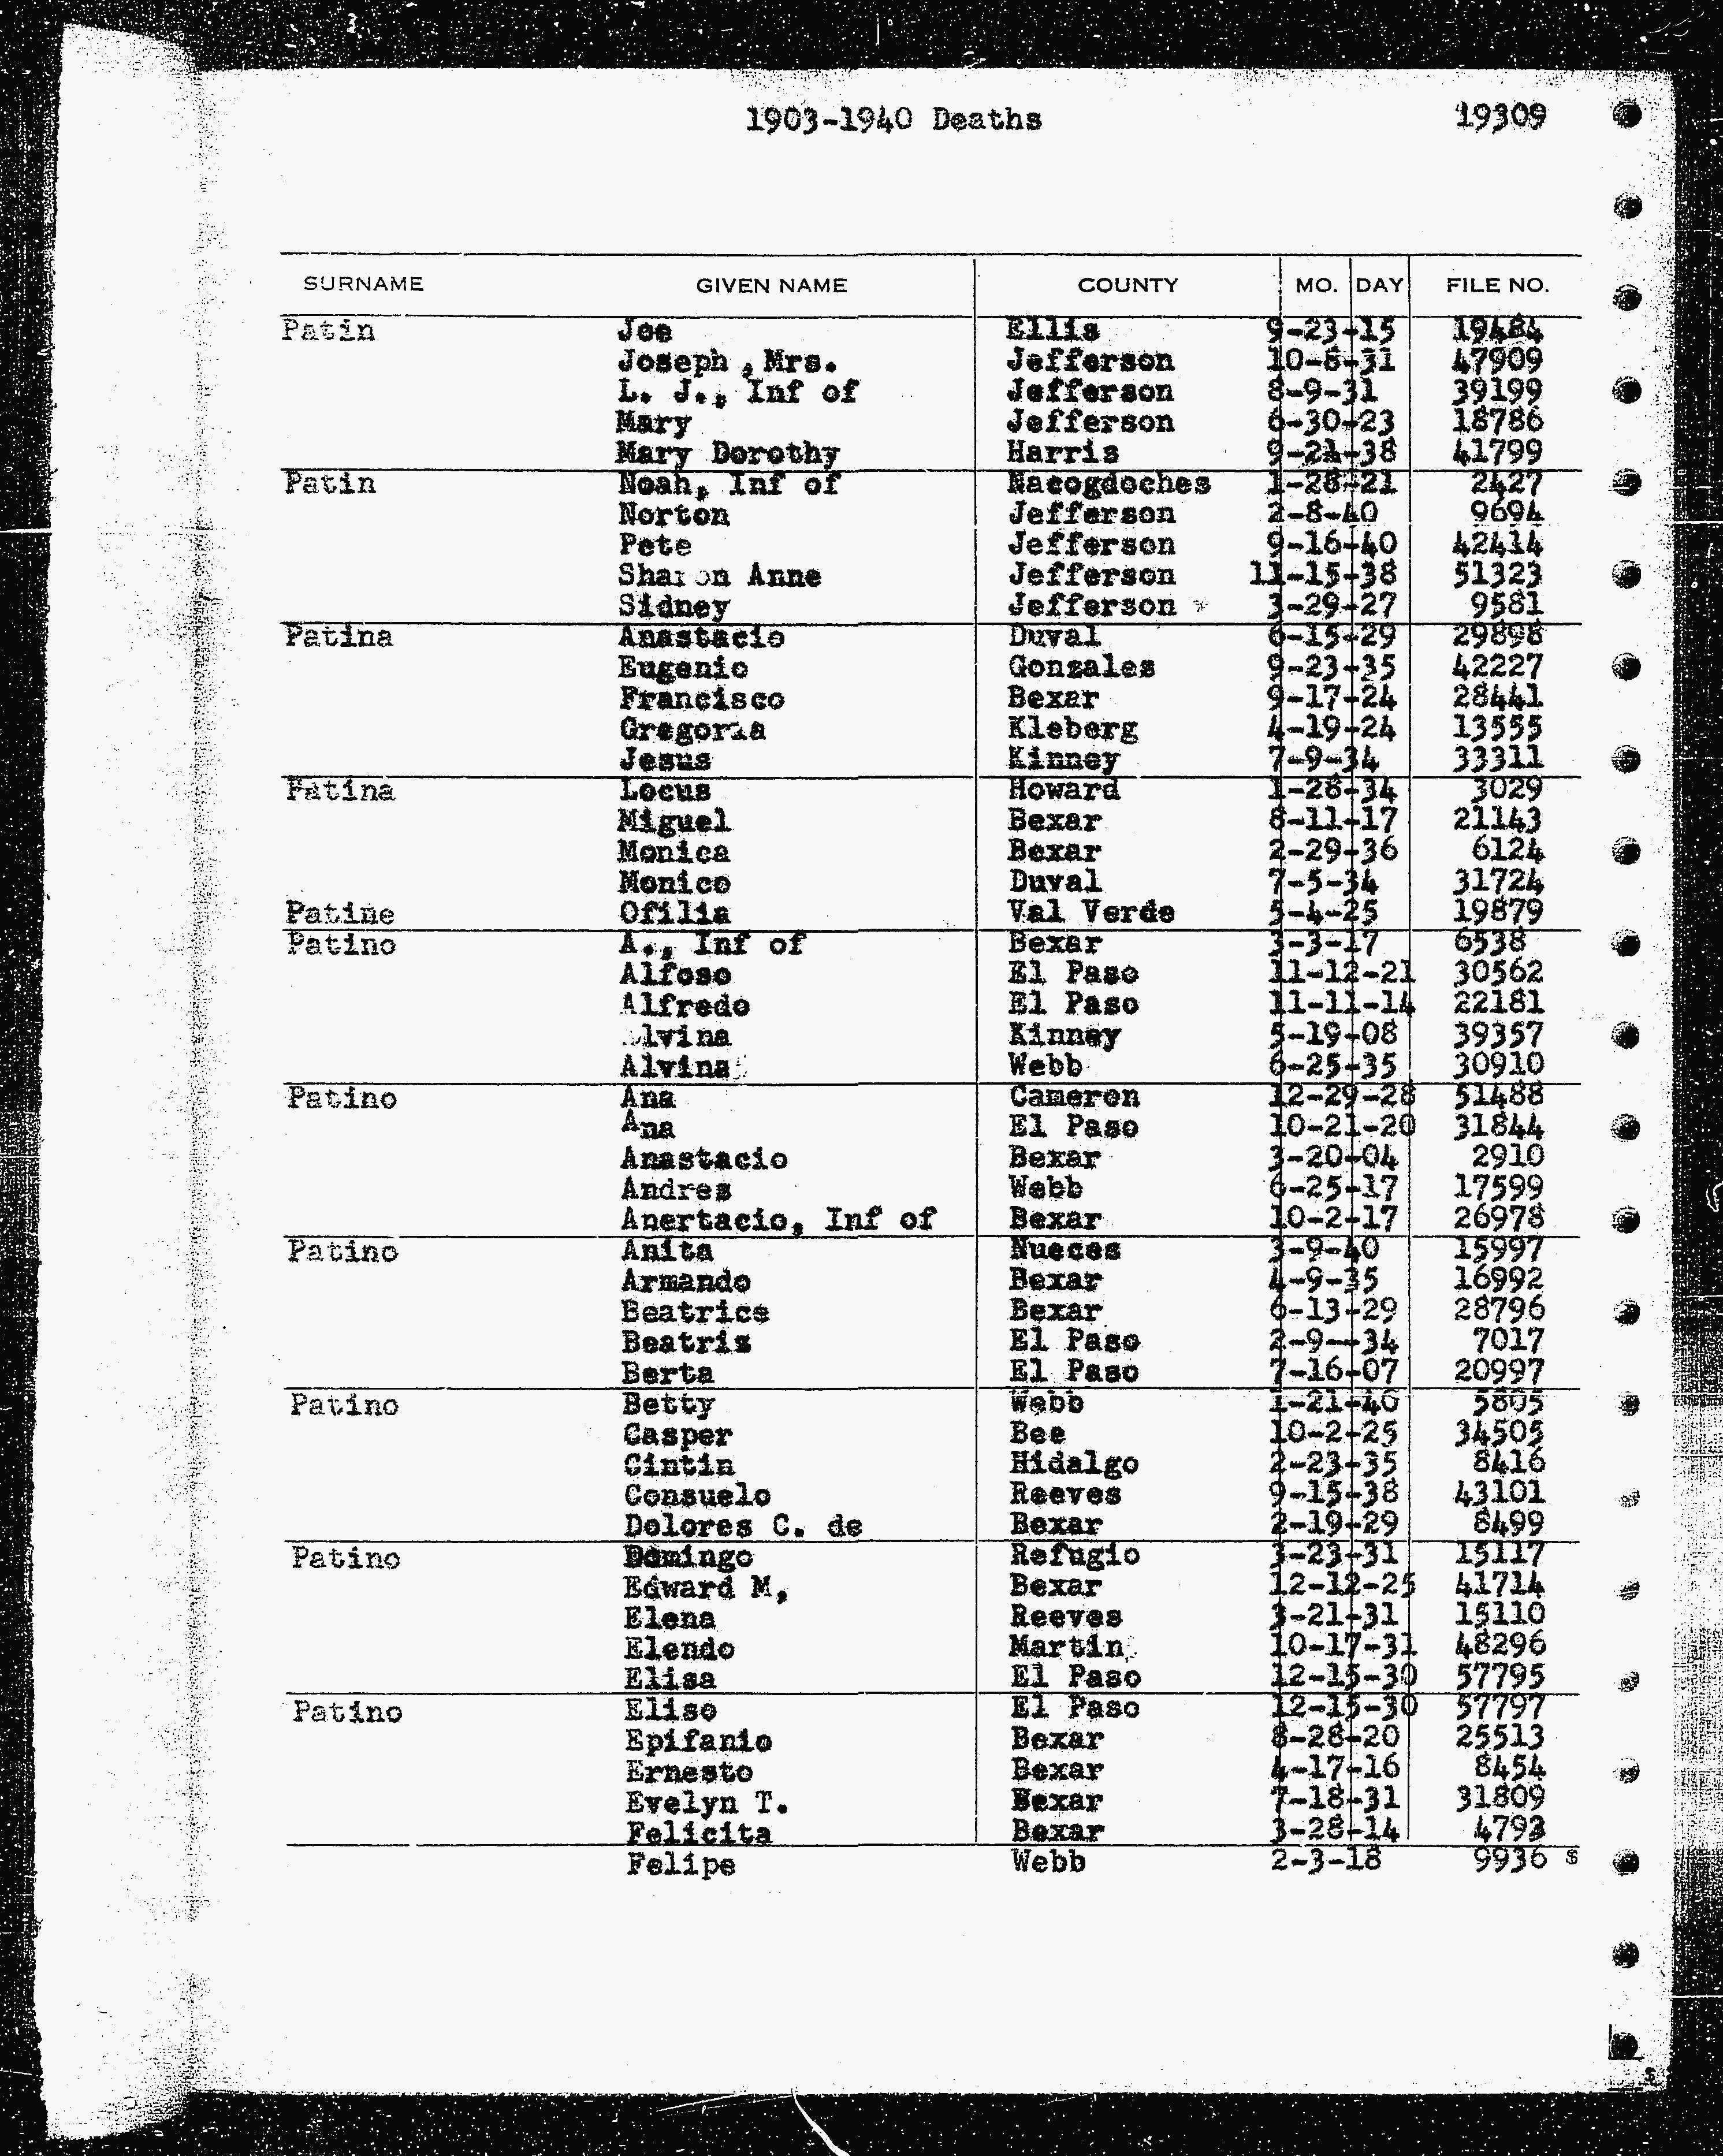 1903-1940 Deaths 19309
SURNAME GIVEN NAME COUNTY MO. DAY FILE NO.
Patin Joe Ellis 9-23-15 19484
Joseph , Mrs. Jefferson 10-8-31 47909
L. J., Inf of Jefferson 8-9-31 39199
Mary Jefferson 6-30-23 18786
Mary Dorothy Harris 9-21-38 41799
Patin Noah, Inf of Nacogdoches 1-28-21 2427
Norton Jefferson 2-8-40 9694
Pete Jefferson 9-16-40 42414
Sharon Anne Jefferson 11-15-38 51323
Sidney Jefferson 3-29-27 9581
Patina Anastacio Duval 6-15-29 29898
Eugenio Gonzales 9-23-35 42227
Francisco Bexar 9-17-24 28441
Gregoria Kleberg 4-19-24 13555
Jesus Kinney 7-9-34 33311
Patina Locus Howard 1-28-34 3029
Miguel Bexar 8-11-17 21143
Monica Bexar 2-29-36 6124
Monico Duval 7-5-34 31724
Patine Ofilia Val Verde 5-4-25 19879
Patino A., Inf of Bexar 3-3-17 6538
Alfoso El Paso 11-12-21 30562
Alfredo El Paso 11-11-14 22181
Alvina Kinney 5-19-08 39357
Alvina Webb 6-25-35 30910
Patino Ana Cameron 12-29-28 51488
Ana El Paso 10-21-20 31844
Anastacio Bexar 3-20-04 2910
Andres Webb 6-25-17 17599
Anertacio, Inf of Bexar 10-2-17 26978
Patino Anita Nueces 3-9-40 15997
Armando Bexar 4-9-35 16992
Beatrice Bexar 6-13-29 28796
Beatriz El Paso 2-9--34 7017
Berta El Paso 7-16-07 20997
Patino Betty Webb 1-21-40 5805
Casper Bee 10-2-25 34505
Cintin Hidalgo 2-23-35 8416
Consuelo Reeves 9-15-38 43101
Dolores C. de Bexar 2-19-29 8499
Patino Domingo Refugio 3-23-31 15117
Edward M, Bexar 12-12-25 41714
Elena Reeves 3-21-31 15110
Elendo Martin 10-17-31 48296
Elisa El Paso 12-15-30 57795
Patino Eliso El Paso 12-15-30 57797
Epifanio Bexar 8-28-20 25513
Ernesto Bexar 4-17-16 8454
Evelyn T. Bexar 7-18-31 31809
Felicita Bexar 3-28-14 4793
Felipe Webb 2-3-18 9936 s